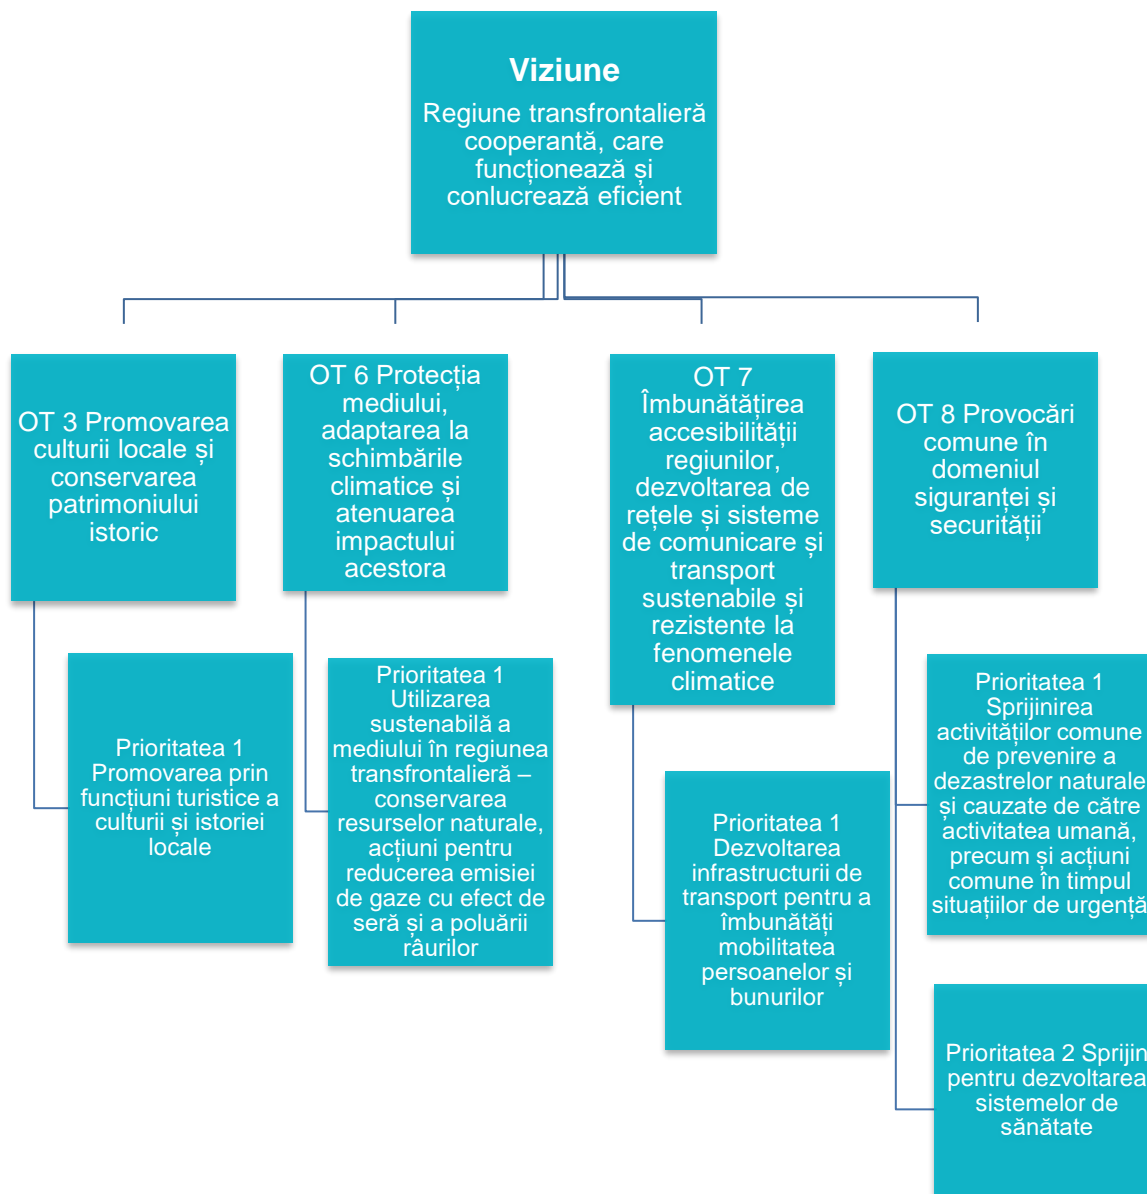 Viziune
Regiune transfrontalieră
cooperantă, care
funcționează și
conlucrează eficient
OT 3 Promovarea
culturii locale și
conservarea
patrimoniului
istoric
OT 6 Protecția
mediului,
adaptarea la
schimbările
climatice și
atenuarea
impactului
acestora
OT 7
Îmbunătățirea
accesibilității
regiunilor,
dezvoltarea de
rețele și sisteme
de comunicare și
transport
sustenabile și
rezistente la
fenomenele
climatice
OT 8 Provocări
comune în
domeniul
siguranței și
securității
Prioritatea 1
Promovarea prin
funcțiuni turistice a
culturii și istoriei
locale
Prioritatea 1
Utilizarea
sustenabilă a
mediului în regiunea
transfrontalieră –
conservarea
resurselor naturale,
acțiuni pentru
reducerea emisiei
de gaze cu efect de
seră și a poluării
râurilor
Prioritatea 1
Dezvoltarea
infrastructurii de
transport pentru a
îmbunătăți
mobilitatea
persoanelor și
bunurilor
Prioritatea 1
Sprijinirea
activităților comune
de prevenire a
dezastrelor naturale
și cauzate de către
activitatea umană,
precum și acțiuni
comune în timpul
situațiilor de urgență
Prioritatea 2 Sprijin
pentru dezvoltarea
sistemelor de
sănătate